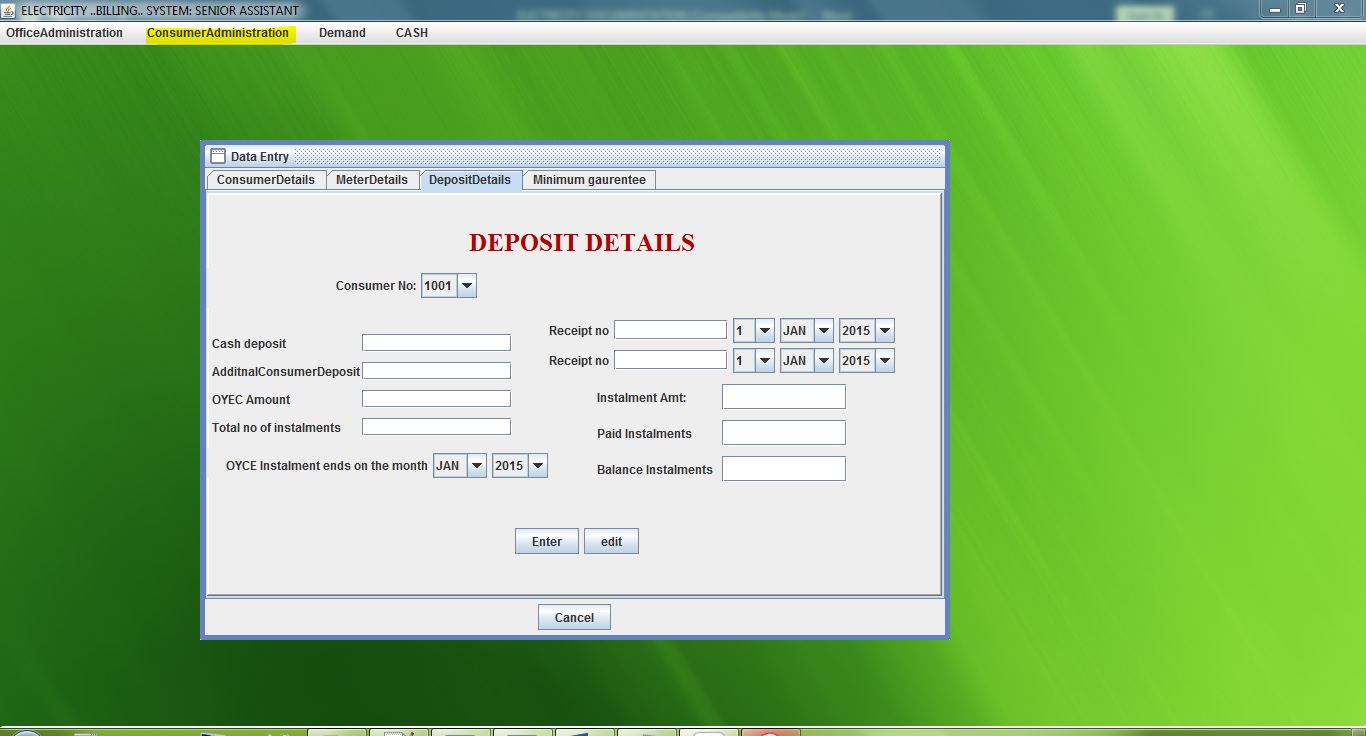 ELECTRICITY ..BILLING.. SYSTEM: SENIOR ASSISTANT
OfficeAdministration ConsumerAdministration Demand CASH
Data Entry
ConsumerDetails MeterDetails DepositDetails Minimum gaurentee
DEPOSIT DETAILS
Consumer No: 1001
Receipt no 1 JAN 2015
Cash deposit
Receipt no 1 JAN 2015
AdditnalConsumerDeposit
OYEC Amount
Instalment Amt:
Total no of instalments
Paid Instalments
OYCE Instalment ends on the month JAN 2015
Balance Instalments
Enter edit
Cancel